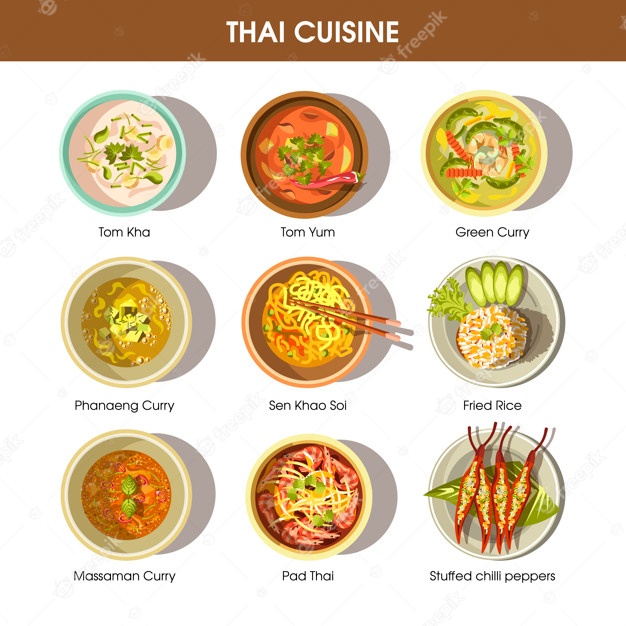 THAI CUISINE
Tom Kha
Tom Yum
Green Curry
Phanaeng Curry
Sen Khao Soi
Fried Rice
Massaman Curry
Pad Thai
Stuffed chilli peppers
freepik